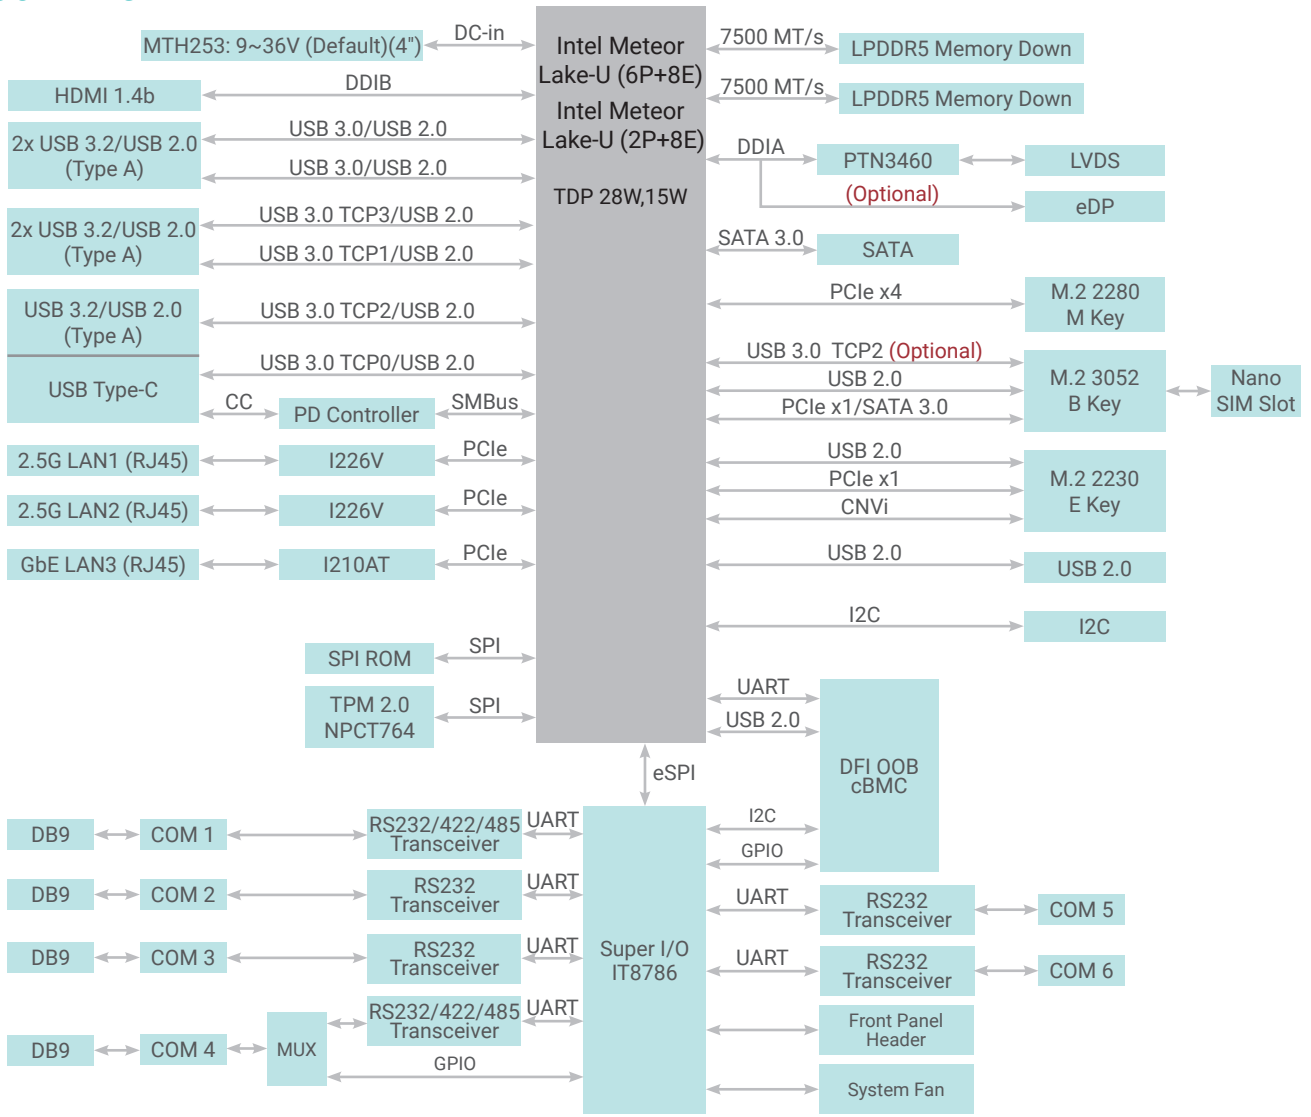 MTH253: 9~36V (Default)(4")
DC-in
HDMI 1.4b
DDIB
2x USB 3.2/USB 2.0
(Type A)
USB 3.0/USB 2.0
USB 3.0/USB 2.0
2x USB 3.2/USB 2.0
(Type A)
USB 3.0 TCP3/USB 2.0
USB 3.0 TCP1/USB 2.0
USB 3.2/USB 2.0
(Type A)
USB 3.0 TCP2/USB 2.0
USB Type-C
USB 3.0 TCP0/USB 2.0
CC
PD Controller
SMBus
2.5G LAN1 (RJ45)
I226V
PCIe
2.5G LAN2 (RJ45)
I226V
PCIe
GbE LAN3 (RJ45)
I210AT
PCIe
SPI ROM
SPI
TPM 2.0
NPCT764
SPI
Intel Meteor
Lake-U (6P+8E)
Intel Meteor
Lake-U (2P+8E)
TDP 28W,15W
7500 MT/s
LPDDR5 Memory Down
7500 MT/s
LPDDR5 Memory Down
DDIA
PTN3460
LVDS
(Optional)
eDP
SATA 3.0
SATA
PCIe x4
M.2 2280
M Key
USB 3.0 TCP2 (Optional)
USB 2.0
PCIe x1/SATA 3.0
M.2 3052
B Key
Nano
SIM Slot
USB 2.0
PCIe x1
CNVi
M.2 2230
E Key
USB 2.0
USB 2.0
I2C
I2C
UART
USB 2.0
DFI OOB
cBMC
eSPI
I2C
GPIO
DB9
COM 1
RS232/422/485
Transceiver
UART
DB9
COM 2
RS232
Transceiver
UART
DB9
COM 3
RS232
Transceiver
UART
DB9
COM 4
MUX
RS232/422/485
Transceiver
UART
GPIO
Super I/O
IT8786
UART
RS232
Transceiver
COM 5
UART
RS232
Transceiver
COM 6
Front Panel
Header
System Fan